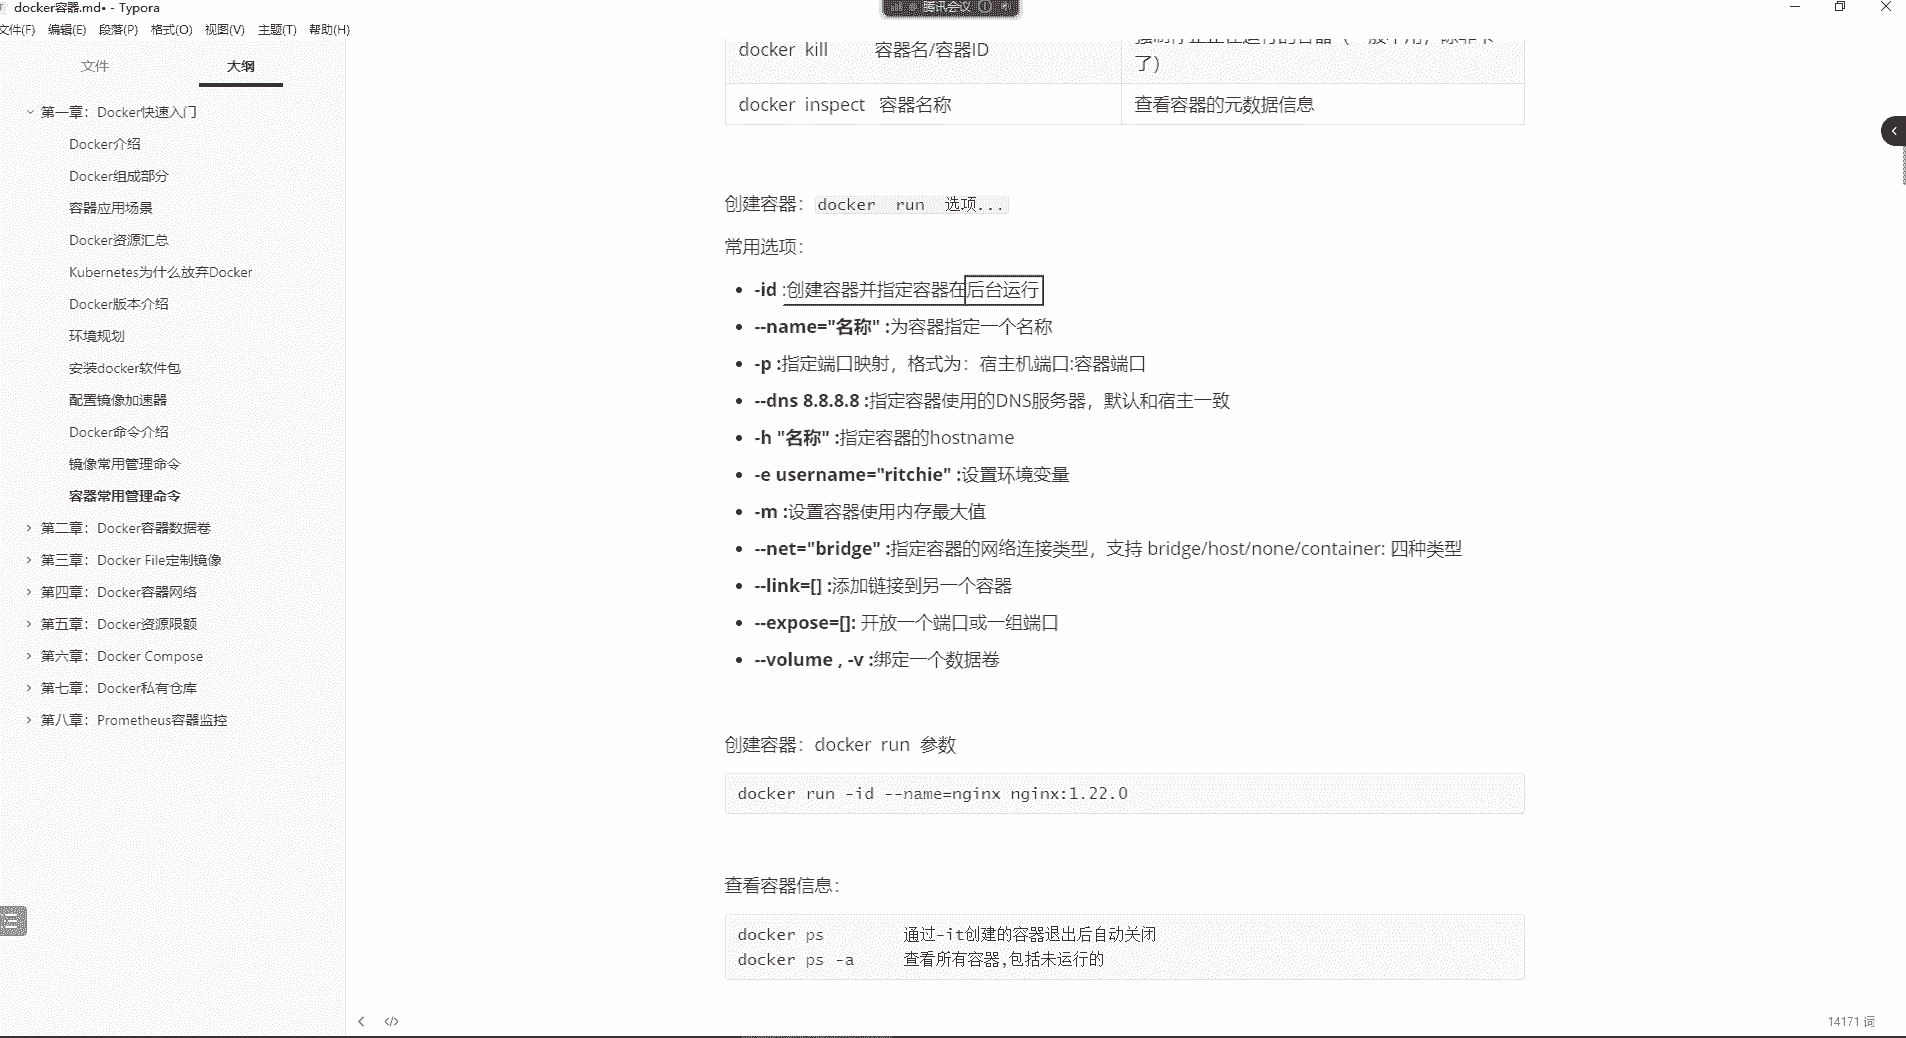 docker容器.md• - Typora
腾讯会议
文件(F) 编辑(E) 段落(P) 格式(O) 视图(V) 主题(T) 帮助(H)
文件 大纲
第一章：Docker快速入门
Docker介绍
Docker组成部分
容器应用场景
Docker资源汇总
Kubernetes为什么放弃Docker
Docker版本介绍
环境规划
安装docker软件包
配置镜像加速器
Docker命令介绍
镜像常用管理命令
容器常用管理命令
第二章：Docker容器数据卷
第三章：Docker File定制镜像
第四章：Docker容器网络
第五章：Docker资源限额
第六章：Docker Compose
第七章：Docker私有仓库
第八章：Prometheus容器监控
docker kill 容器名/容器ID
了）
docker inspect 容器名称 查看容器的元数据信息
创建容器：docker run 选项...
常用选项：
-id :创建容器并指定容器在后台运行
--name="名称" :为容器指定一个名称
-p :指定端口映射，格式为：宿主机端口:容器端口
--dns 8.8.8.8 :指定容器使用的DNS服务器，默认和宿主一致
-h "名称" :指定容器的hostname
-e username="ritchie" :设置环境变量
-m :设置容器使用内存最大值
--net="bridge" :指定容器的网络连接类型，支持 bridge/host/none/container: 四种类型
--link=[] :添加链接到另一个容器
--expose=[]: 开放一个端口或一组端口
--volume , -v :绑定一个数据卷
创建容器：docker run 参数
docker run -id --name=nginx nginx:1.22.0
查看容器信息：
docker ps 通过-it创建的容器退出后自动关闭
docker ps -a 查看所有容器,包括未运行的
14171 词